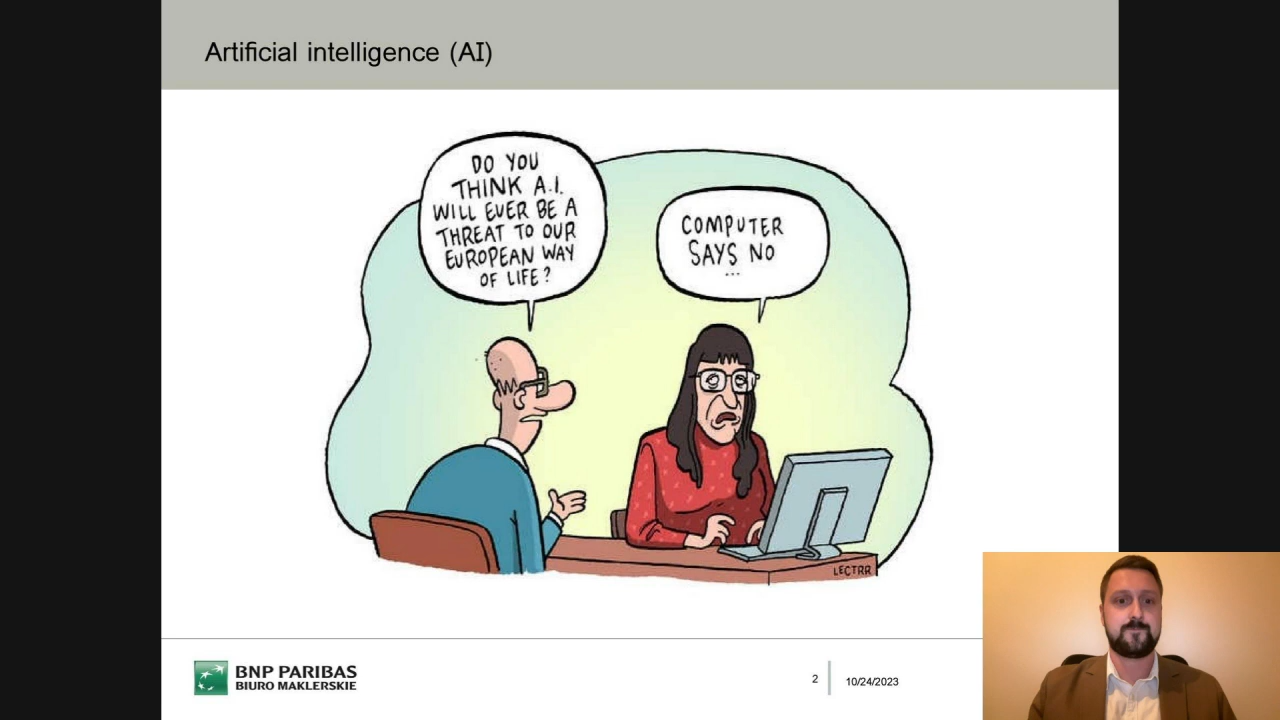 Artificial intelligence (AI)
DO YOU
THINK A.I.
WILL EVER BE A
THREAT TO OUR
EUROPEAN WAY
OF LIFE?
COMPUTER
SAYS NO
...
LECTRR
BNP PARIBAS
BIURO MAKLERSKIE
2
10/24/2023